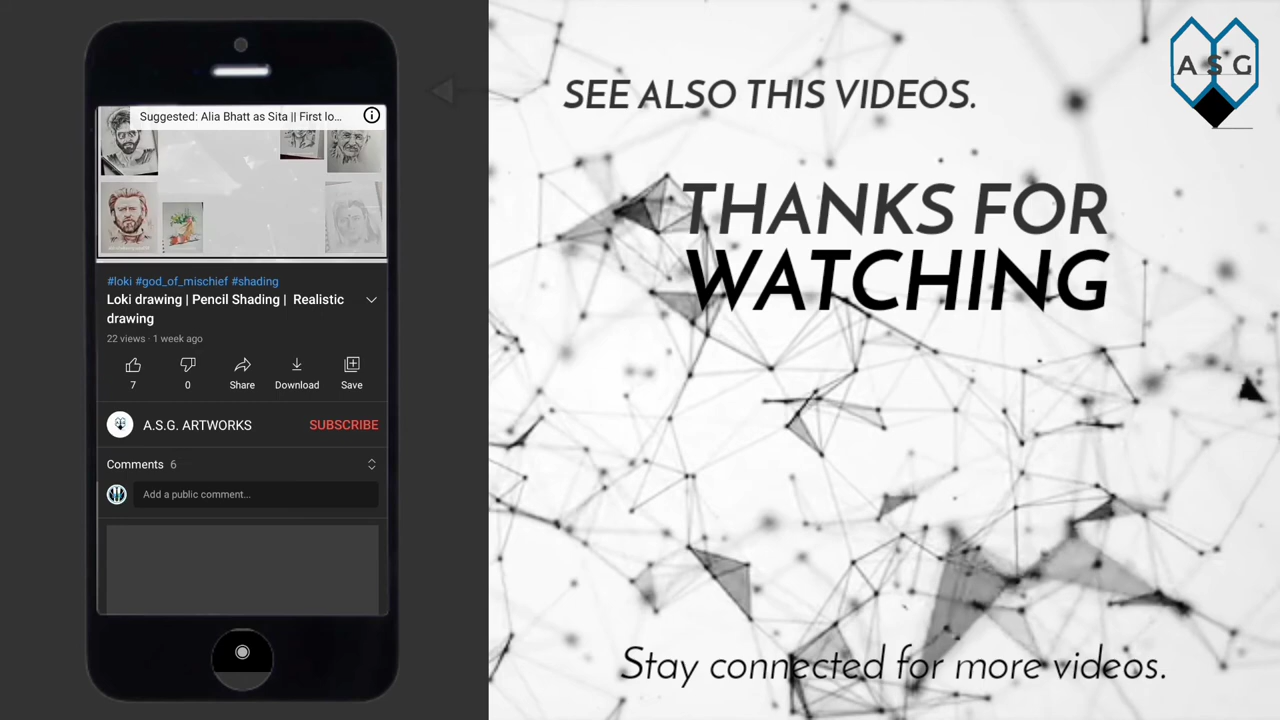 Suggested: Alia Bhatt as Sita || First lo...
#loki #god_of_mischief #shading
Loki drawing | Pencil Shading | Realistic
drawing
22 views · 1 week ago
7
0
Share
Download
Save
A.S.G. ARTWORKS
SUBSCRIBE
Comments 6
Add a public comment...
SEE ALSO THIS VIDEOS.
THANKS FOR
WATCHING
Stay connected for more videos.
A S G